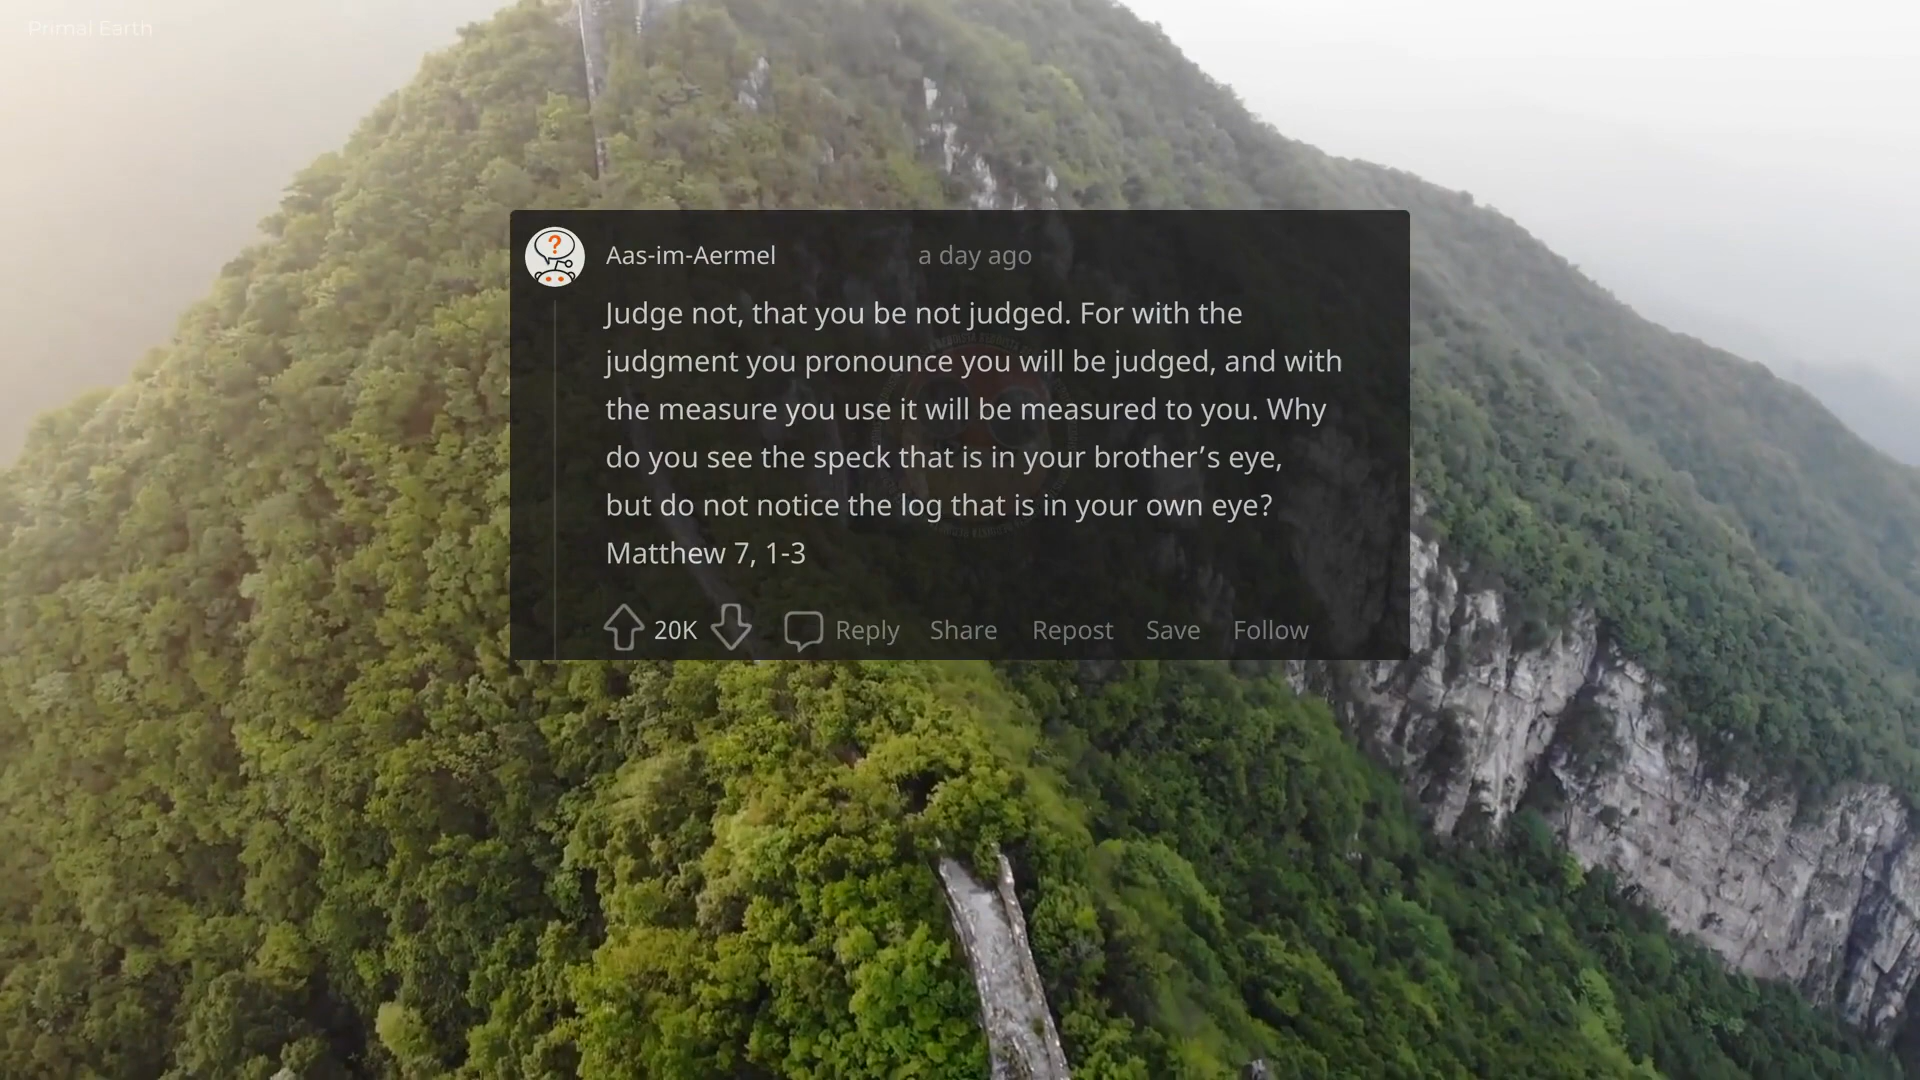 Primal Earth
?
Aas-im-Aermel a day ago
Judge not, that you be not judged. For with the
judgment you pronounce you will be judged, and with
the measure you use it will be measured to you. Why
do you see the speck that is in your brother’s eye,
but do not notice the log that is in your own eye?
Matthew 7, 1-3
20K Reply Share Repost Save Follow